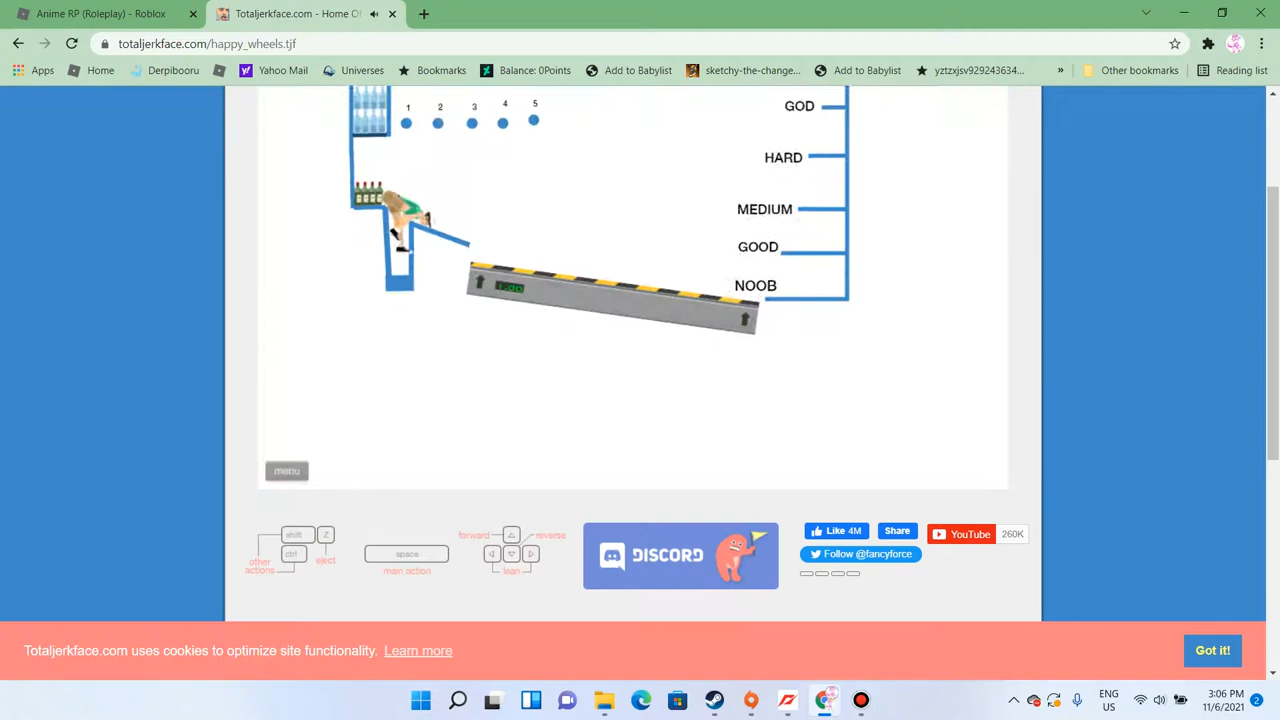 Anime RP (Roleplay) - Roblox
Totaljerkface.com - Home Of
totaljerkface.com/happy_wheels.tjf
Apps Home Derpibooru Yahoo Mail Universes Bookmarks Balance: 0Points Add to Babylist sketchy-the-change... Add to Babylist yztzxjsv929243634... » Other bookmarks Reading list
1 2 3 4 5
GOD
HARD
MEDIUM
GOOD
NOOB
1.00
menu
shift Z
ctrl
other actions
eject
space
main action
forward
reverse
lean
DISCORD
Like 4M Share YouTube 260K
Follow @fancyforce
Totaljerkface.com uses cookies to optimize site functionality. Learn more
Got it!
ENG
US
3:06 PM
11/6/2021
2